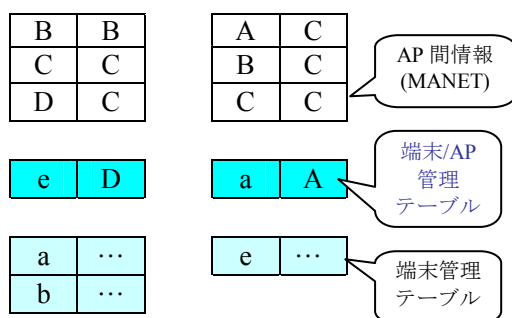 B B
C C
D C
A C
B C
C C
AP 間情報
(MANET)
e D
a A
端末/AP
管理
テーブル
a …
b …
e …
端末管理
テーブル